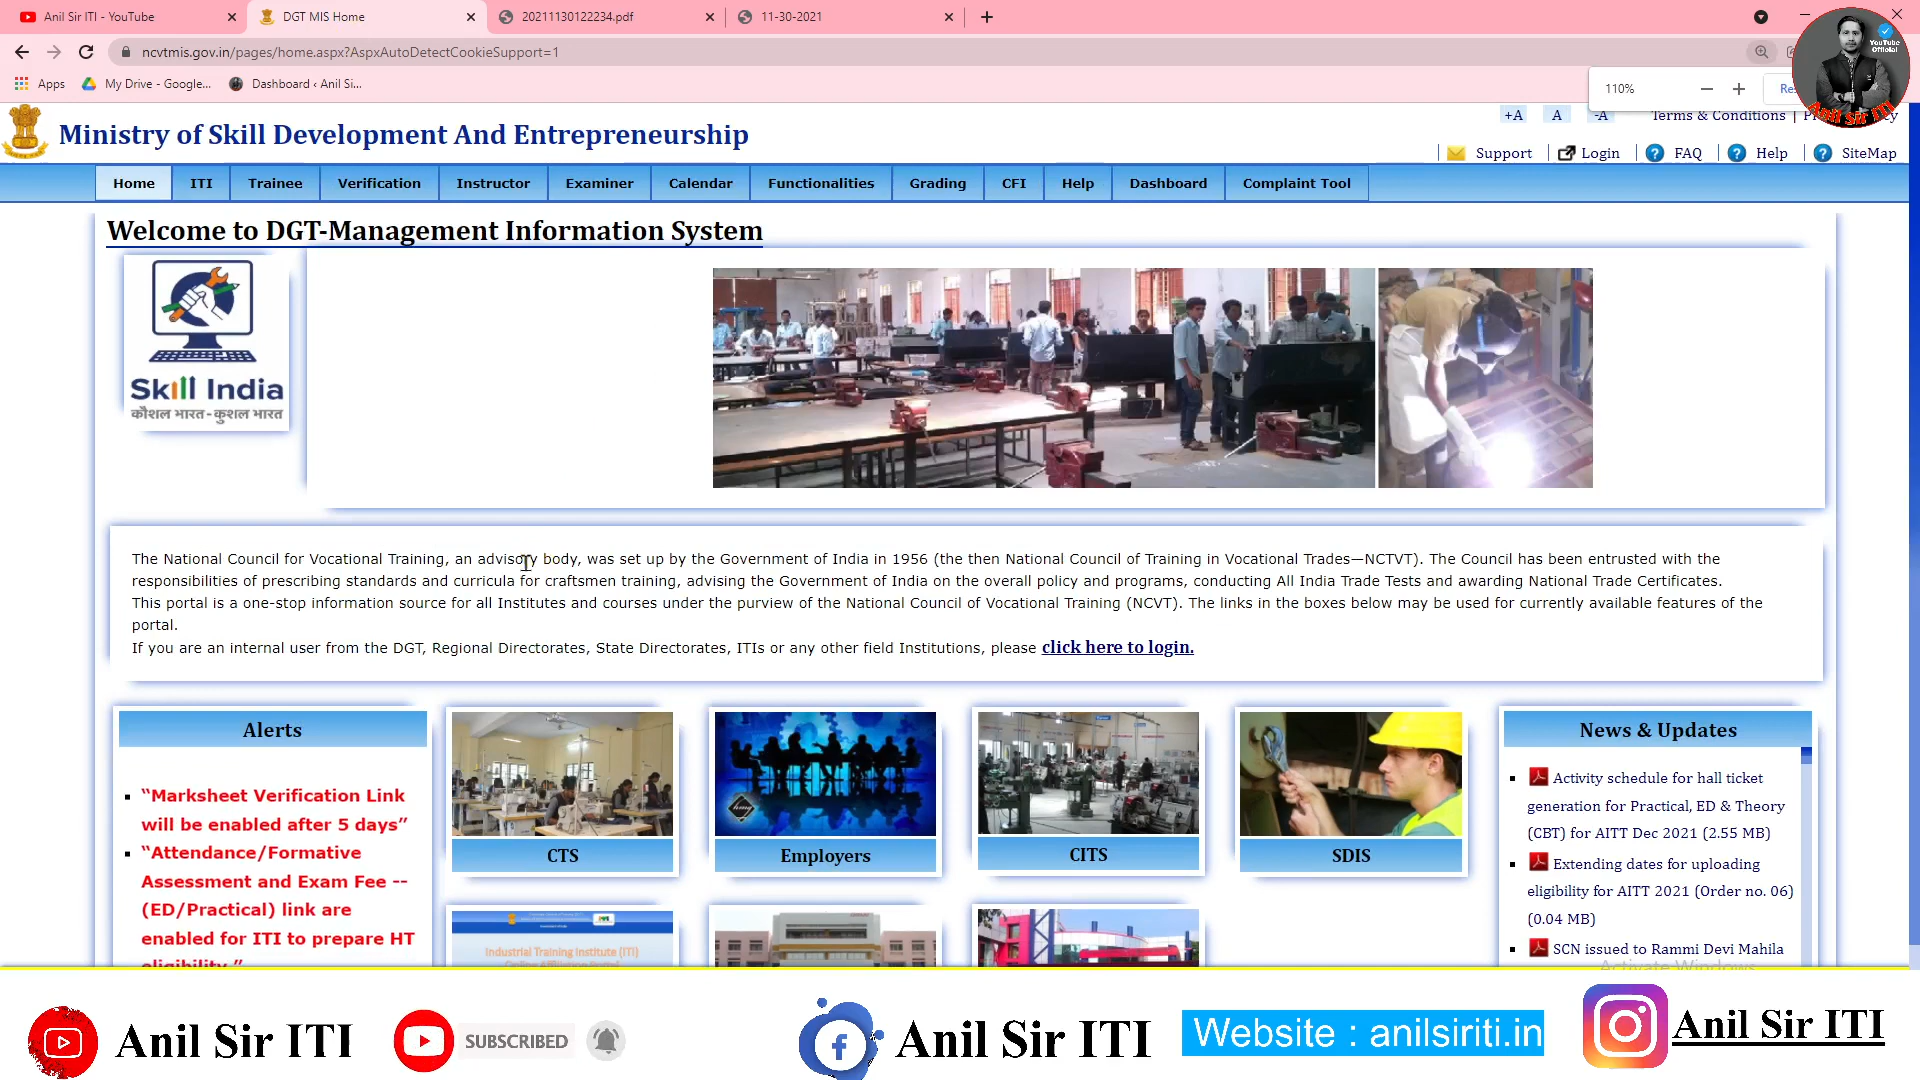 Anil Sir ITI - YouTube
DGT MIS Home
20211130122234.pdf
11-30-2021
ncvtmis.gov.in/pages/home.aspx?AspxAutoDetectCookieSupport=1
Apps
My Drive - Google...
Dashboard ‹ Anil Si...
110%
YouTube
Official
Anil Sir ITI
Ministry of Skill Development And Entrepreneurship
+A A -A Terms & Conditions |
Support Login FAQ Help SiteMap
Home ITI Trainee Verification Instructor Examiner Calendar Functionalities Grading CFI Help Dashboard Complaint Tool
Welcome to DGT-Management Information System
Skill India
कौशल भारत-कुशल भारत
The National Council for Vocational Training, an advisory body, was set up by the Government of India in 1956 (the then National Council of Training in Vocational Trades—NCTVT). The Council has been entrusted with the
responsibilities of prescribing standards and curricula for craftsmen training, advising the Government of India on the overall policy and programs, conducting All India Trade Tests and awarding National Trade Certificates.
This portal is a one-stop information source for all Institutes and courses under the purview of the National Council of Vocational Training (NCVT). The links in the boxes below may be used for currently available features of the
portal.
If you are an internal user from the DGT, Regional Directorates, State Directorates, ITIs or any other field Institutions, please click here to login.
Alerts
"Marksheet Verification Link
will be enabled after 5 days"
"Attendance/Formative
Assessment and Exam Fee --
(ED/Practical) link are
enabled for ITI to prepare HT
eligibility."
CTS
Employers
CITS
SDIS
Industrial Training Institute (ITI)
News & Updates
Activity schedule for hall ticket
generation for Practical, ED & Theory
(CBT) for AITT Dec 2021 (2.55 MB)
Extending dates for uploading
eligibility for AITT 2021 (Order no. 06)
(0.04 MB)
SCN issued to Rammi Devi Mahila
Activate Windows
Anil Sir ITI
SUBSCRIBED
Anil Sir ITI
Website : anilsiriti.in
Anil Sir ITI